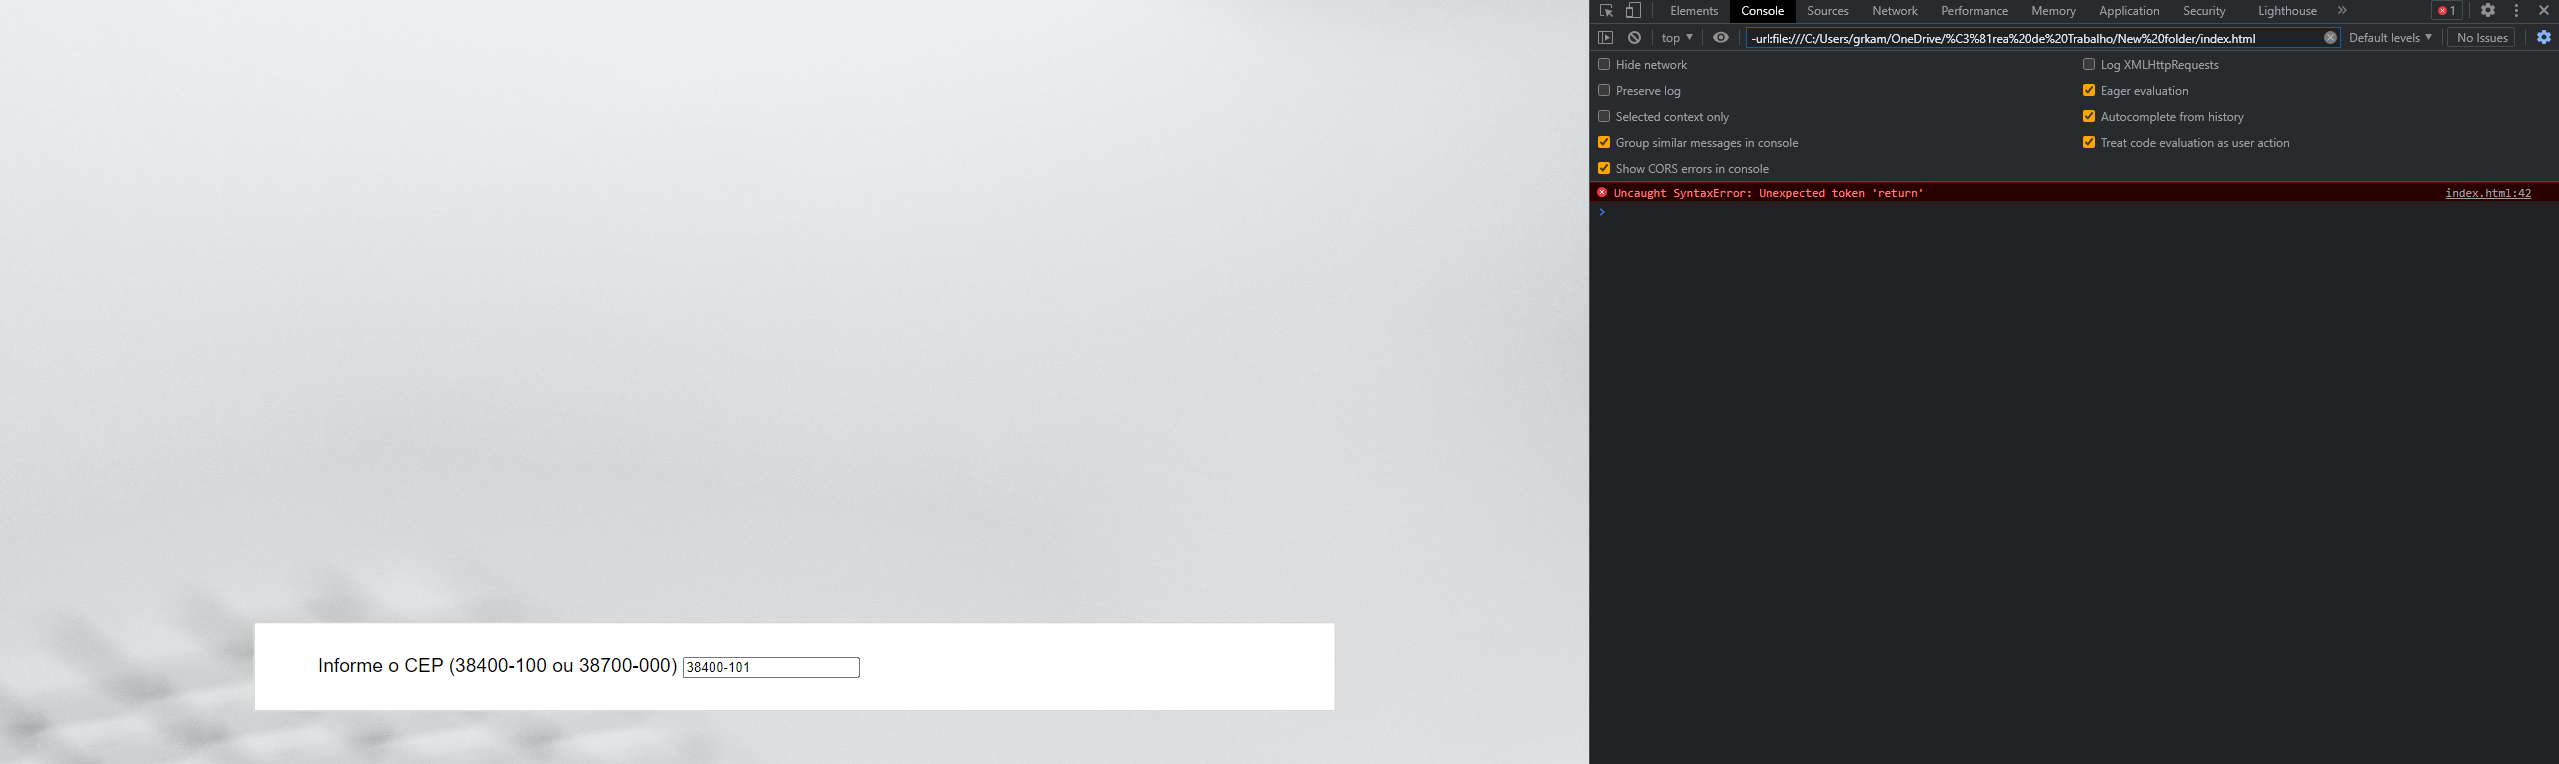 Elements Console Sources Network Performance Memory Application Security Lighthouse » 1
top -url:file:///C:/Users/grkam/OneDrive/%C3%81rea%20de%20Trabalho/New%20folder/index.html Default levels No Issues
Hide network Log XMLHttpRequests
Preserve log Eager evaluation
Selected context only Autocomplete from history
Group similar messages in console Treat code evaluation as user action
Show CORS errors in console
Uncaught SyntaxError: Unexpected token 'return' index.html:42
Informe o CEP (38400-100 ou 38700-000) 38400-101